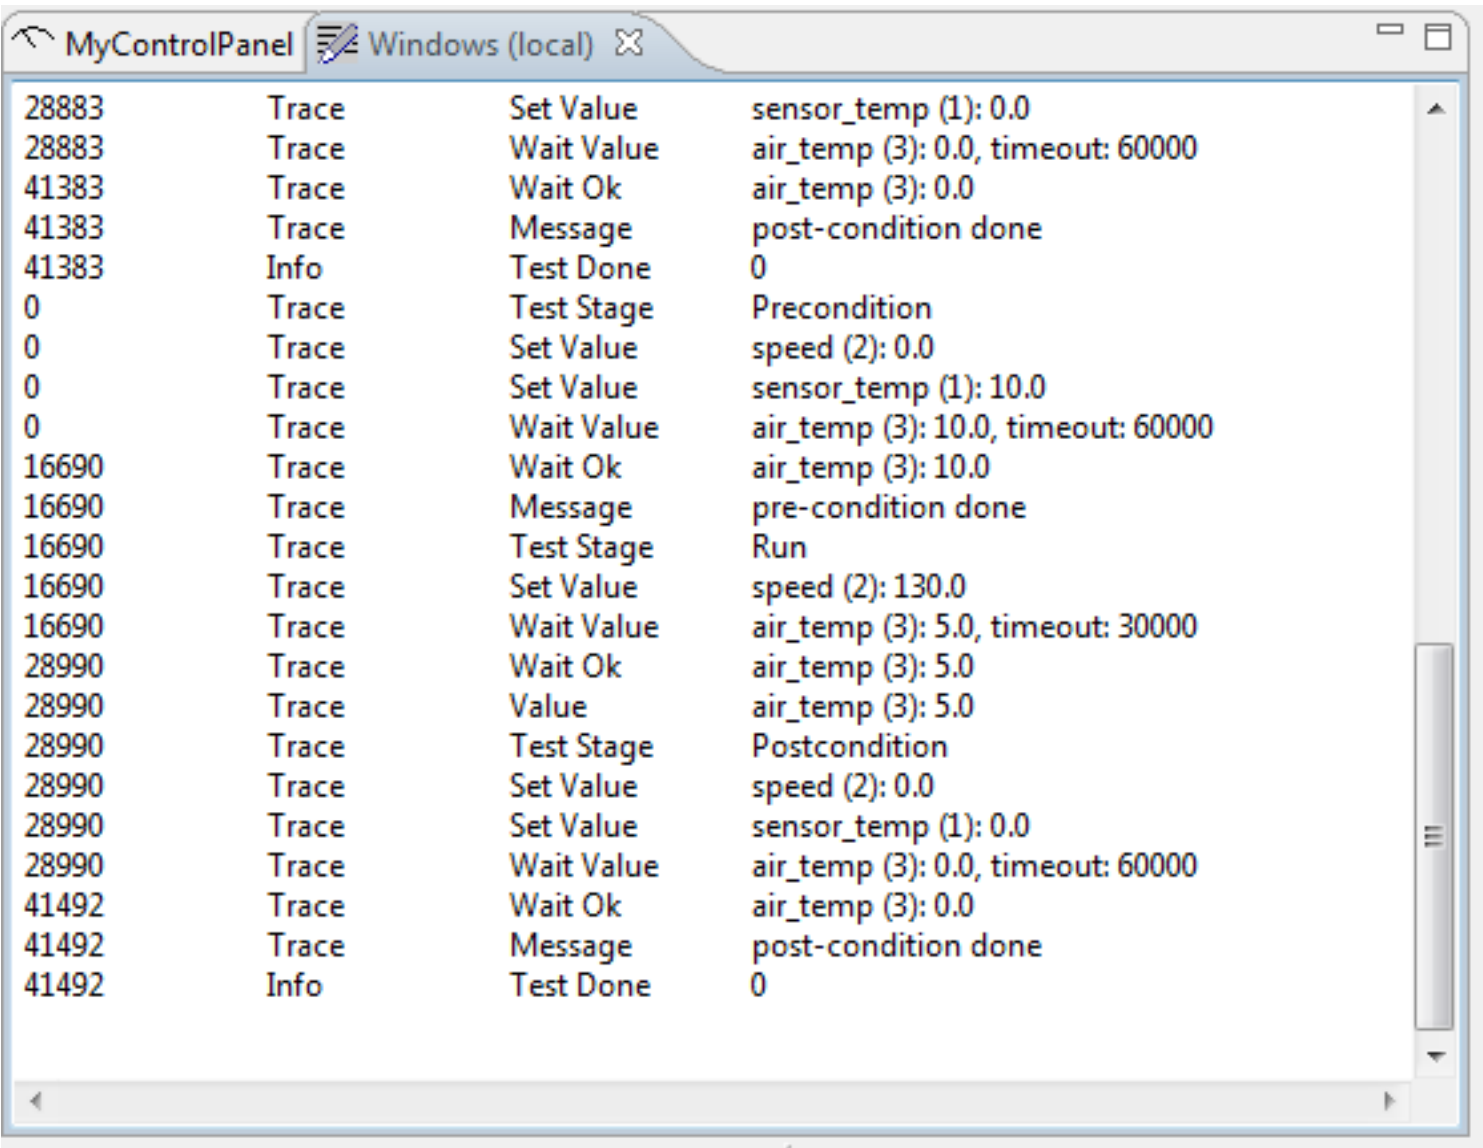 MyControlPanel Windows (local)
28883 Trace Set Value sensor_temp (1): 0.0
28883 Trace Wait Value air_temp (3): 0.0, timeout: 60000
41383 Trace Wait Ok air_temp (3): 0.0
41383 Trace Message post-condition done
41383 Info Test Done 0
0 Trace Test Stage Precondition
0 Trace Set Value speed (2): 0.0
0 Trace Set Value sensor_temp (1): 10.0
0 Trace Wait Value air_temp (3): 10.0, timeout: 60000
16690 Trace Wait Ok air_temp (3): 10.0
16690 Trace Message pre-condition done
16690 Trace Test Stage Run
16690 Trace Set Value speed (2): 130.0
16690 Trace Wait Value air_temp (3): 5.0, timeout: 30000
28990 Trace Wait Ok air_temp (3): 5.0
28990 Trace Value air_temp (3): 5.0
28990 Trace Test Stage Postcondition
28990 Trace Set Value speed (2): 0.0
28990 Trace Set Value sensor_temp (1): 0.0
28990 Trace Wait Value air_temp (3): 0.0, timeout: 60000
41492 Trace Wait Ok air_temp (3): 0.0
41492 Trace Message post-condition done
41492 Info Test Done 0